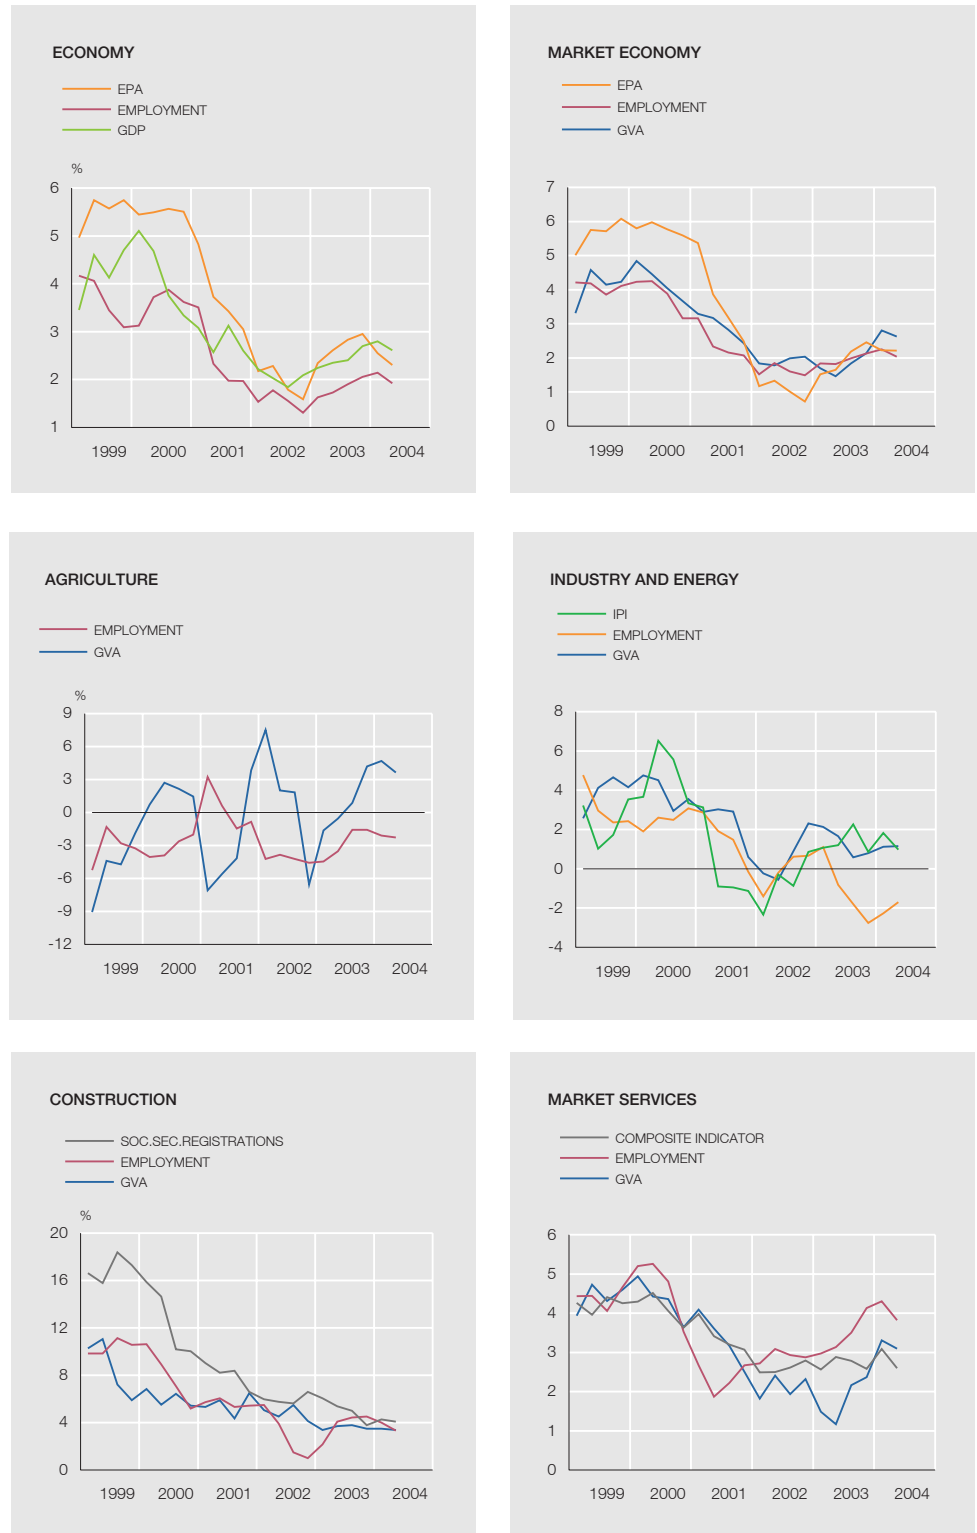 ECONOMY
EPA
EMPLOYMENT
GDP
%
6
5
4
3
2
1
1999 2000 2001 2002 2003 2004
MARKET ECONOMY
EPA
EMPLOYMENT
GVA
7
6
5
4
3
2
1
0
1999 2000 2001 2002 2003 2004
AGRICULTURE
EMPLOYMENT
GVA
%
9
6
3
0
-3
-6
-9
-12
1999 2000 2001 2002 2003 2004
INDUSTRY AND ENERGY
IPI
EMPLOYMENT
GVA
8
6
4
2
0
-2
-4
1999 2000 2001 2002 2003 2004
CONSTRUCTION
SOC.SEC.REGISTRATIONS
EMPLOYMENT
GVA
%
20
16
12
8
4
0
1999 2000 2001 2002 2003 2004
MARKET SERVICES
COMPOSITE INDICATOR
EMPLOYMENT
GVA
6
5
4
3
2
1
0
1999 2000 2001 2002 2003 2004